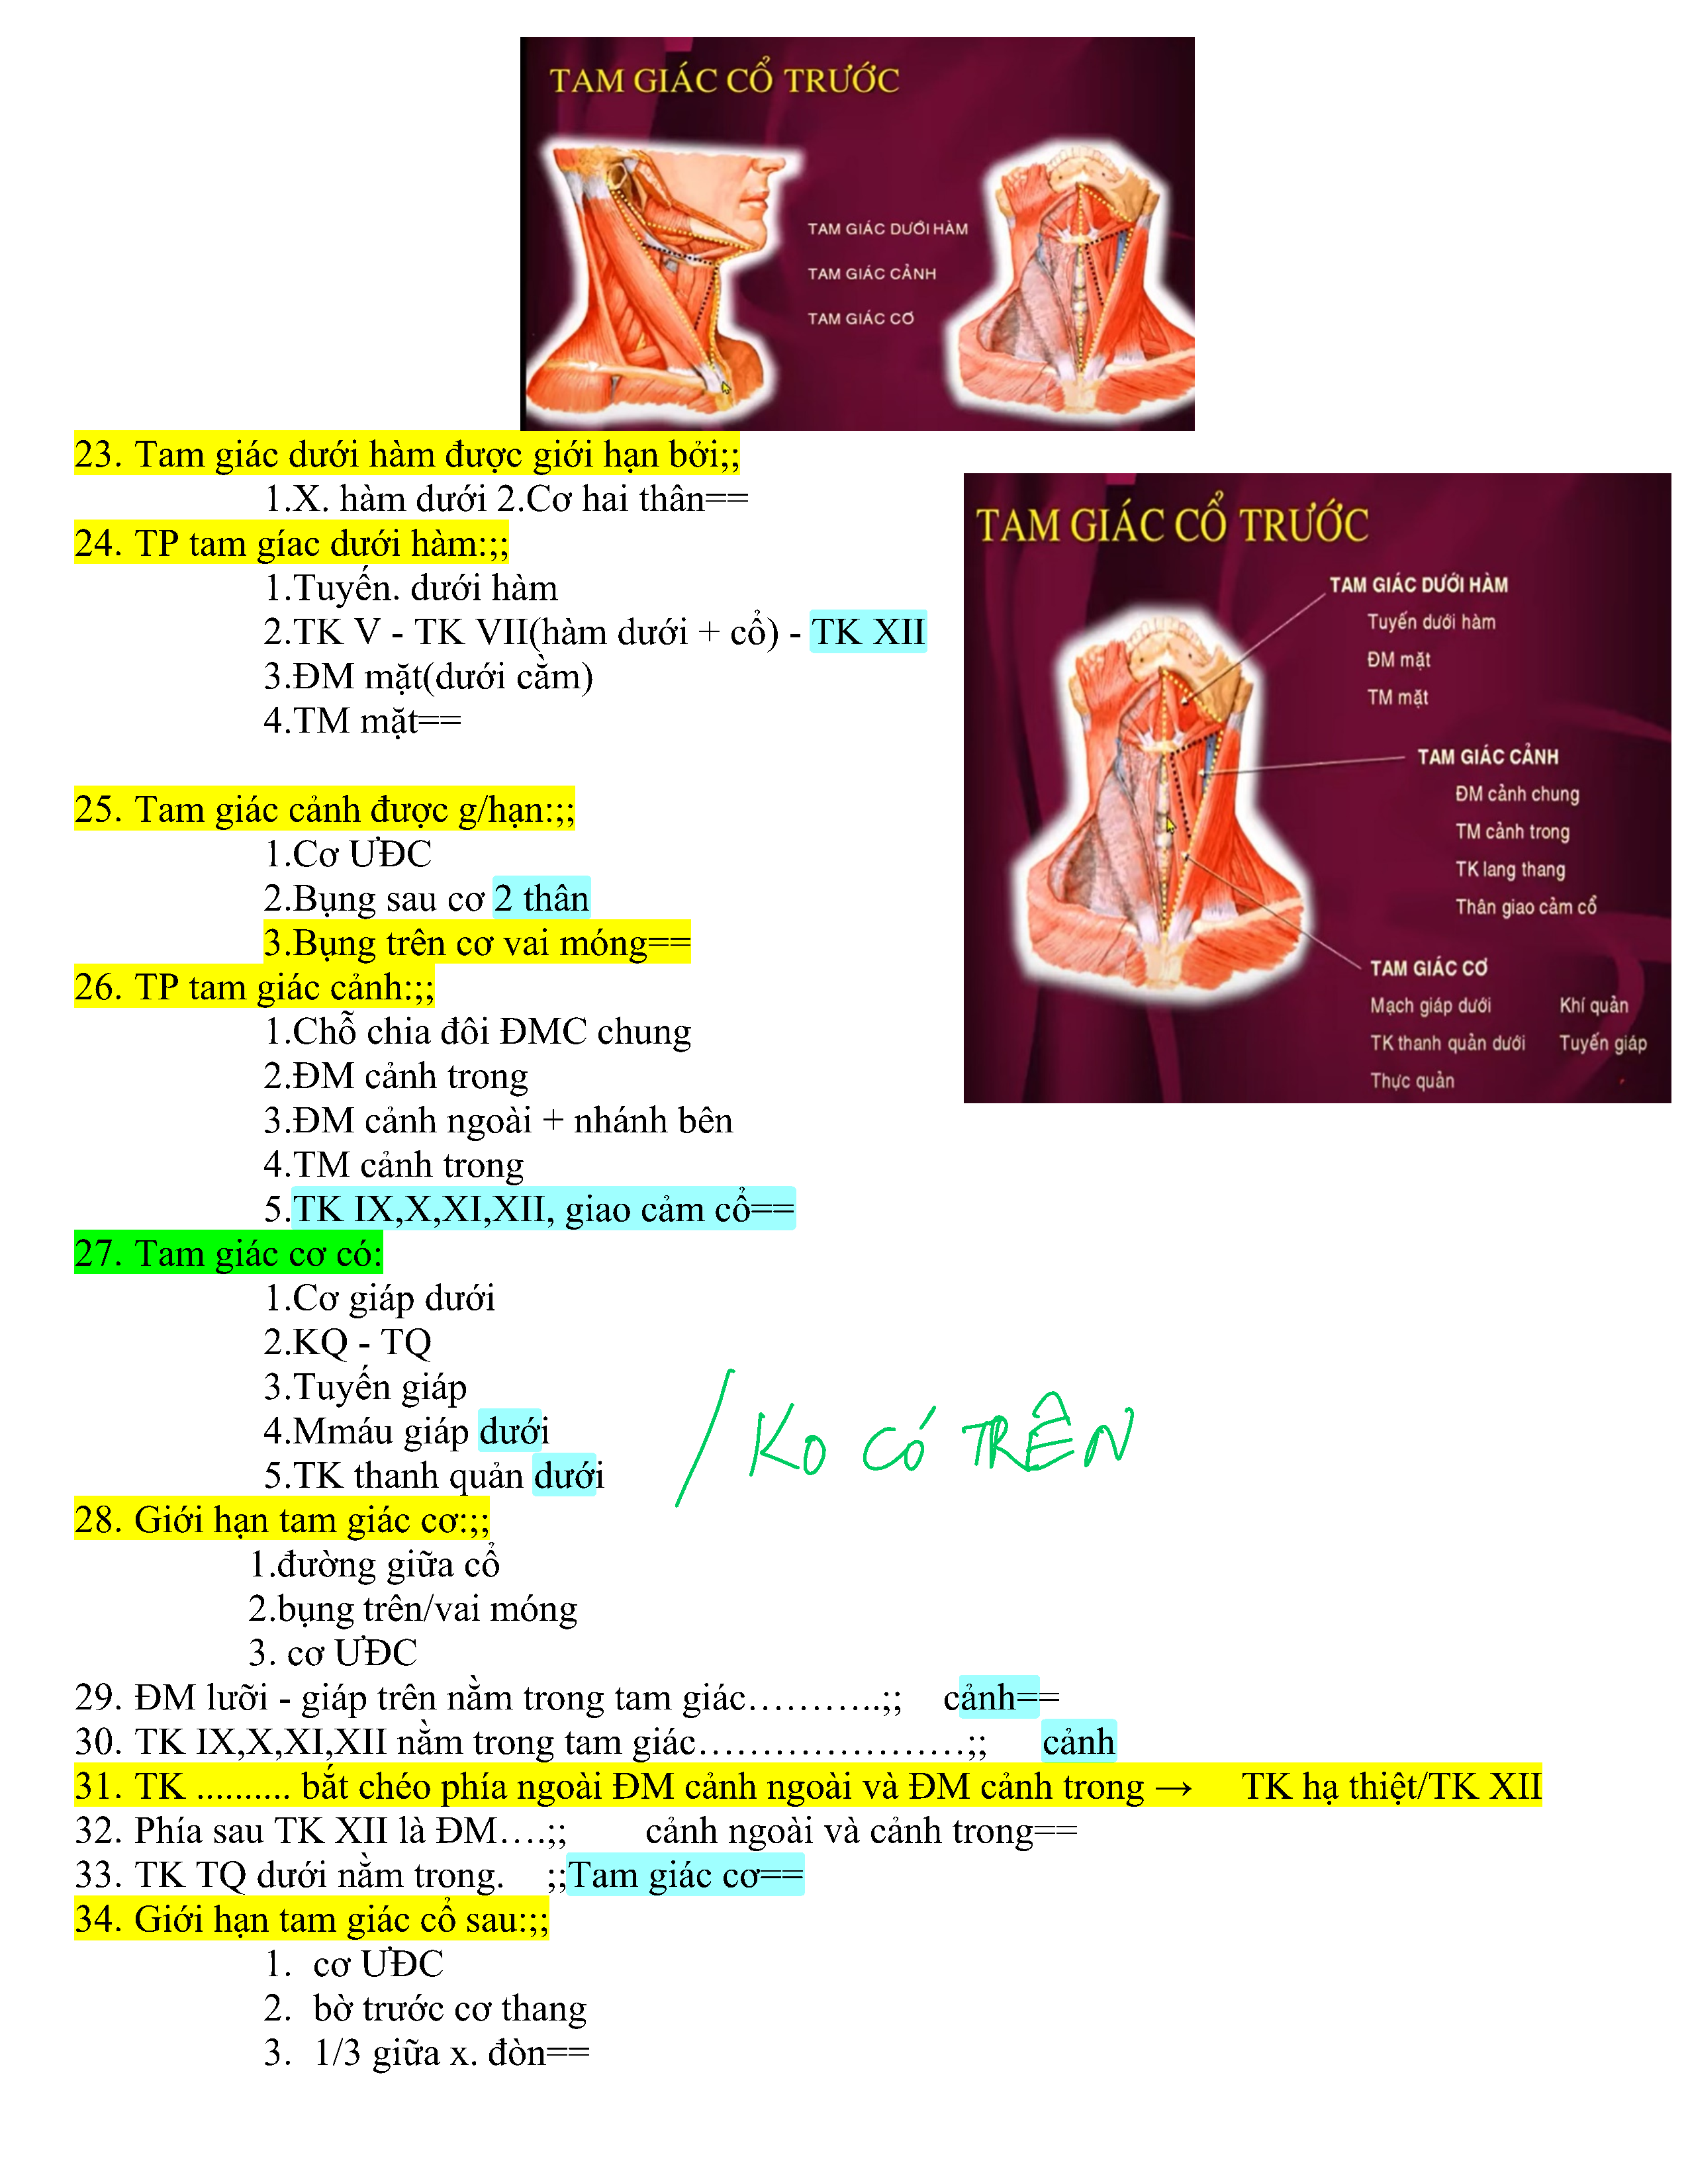 TAM GIÁC CỔ TRƯỚC
TAM GIÁC DƯỚI HÀM
TAM GIÁC CẢNH
TAM GIÁC CƠ
23. Tam giác dưới hàm được giới hạn bởi;;
1.X. hàm dưới 2.Cơ hai thân==
24. TP tam gíac dưới hàm:;;
1.Tuyến. dưới hàm
2.TK V - TK VII(hàm dưới + cổ) - TK XII
3.ĐM mặt(dưới cằm)
4.TM mặt==
TAM GIÁC CỔ TRƯỚC
TAM GIÁC DƯỚI HÀM
Tuyến dưới hàm
ĐM mặt
TM mặt
TAM GIÁC CẢNH
ĐM cảnh chung
TM cảnh trong
TK lang thang
Thân giao cảm cổ
TAM GIÁC CƠ
Mạch giáp dưới Khí quản
TK thanh quản dưới Tuyến giáp
Thực quản
25. Tam giác cảnh được g/hạn:;;
1.Cơ ƯĐC
2.Bụng sau cơ 2 thân
3.Bụng trên cơ vai móng==
26. TP tam giác cảnh:;;
1.Chỗ chia đôi ĐMC chung
2.ĐM cảnh trong
3.ĐM cảnh ngoài + nhánh bên
4.TM cảnh trong
5.TK IX,X,XI,XII, giao cảm cổ==
27. Tam giác cơ có:
1.Cơ giáp dưới
2.KQ - TQ
3.Tuyến giáp
4.Mmáu giáp dưới
5.TK thanh quản dưới
/ KO CÓ TRÊN
28. Giới hạn tam giác cơ:;;
1.đường giữa cổ
2.bụng trên/vai móng
3. cơ ƯĐC
29. ĐM lưỡi - giáp trên nằm trong tam giác………..;; cảnh==
30. TK IX,X,XI,XII nằm trong tam giác…………………;; cảnh
31. TK .......... bắt chéo phía ngoài ĐM cảnh ngoài và ĐM cảnh trong → TK hạ thiệt/TK XII
32. Phía sau TK XII là ĐM….;; cảnh ngoài và cảnh trong==
33. TK TQ dưới nằm trong. ;;Tam giác cơ==
34. Giới hạn tam giác cổ sau:;;
1. cơ ƯĐC
2. bờ trước cơ thang
3. 1/3 giữa x. đòn==